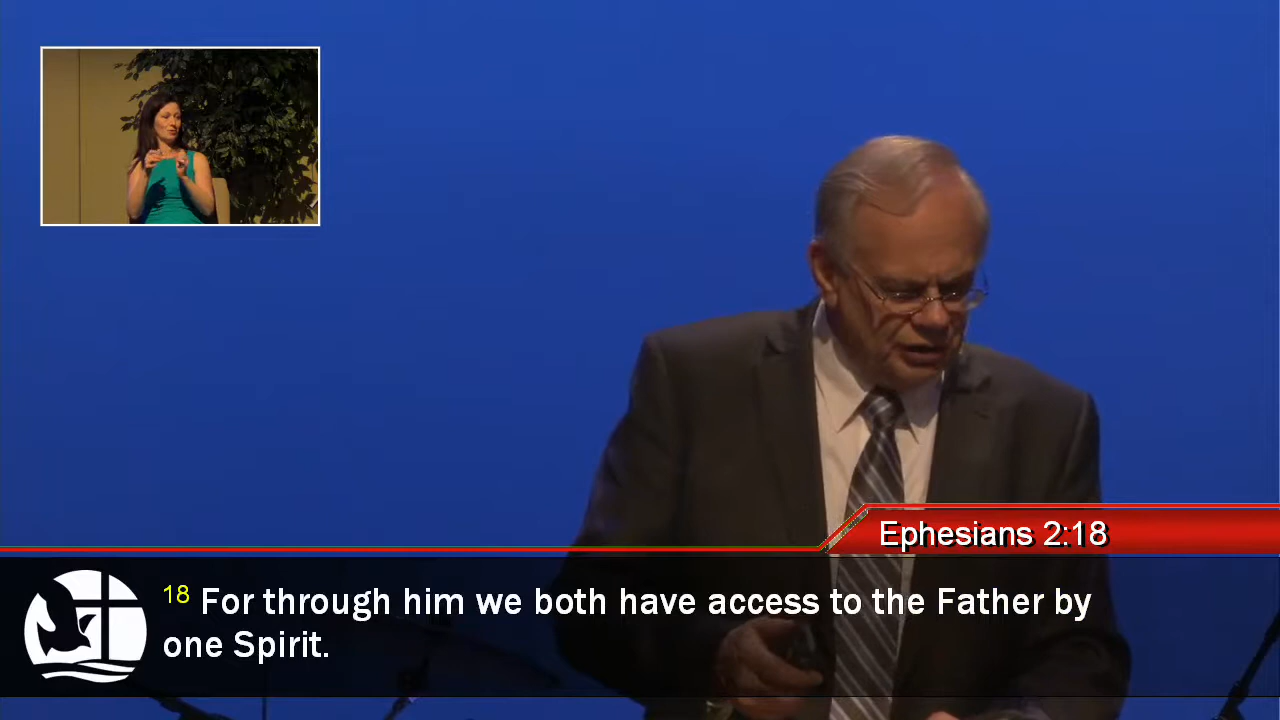 Ephesians 2:18
18 For through him we both have access to the Father by
one Spirit.